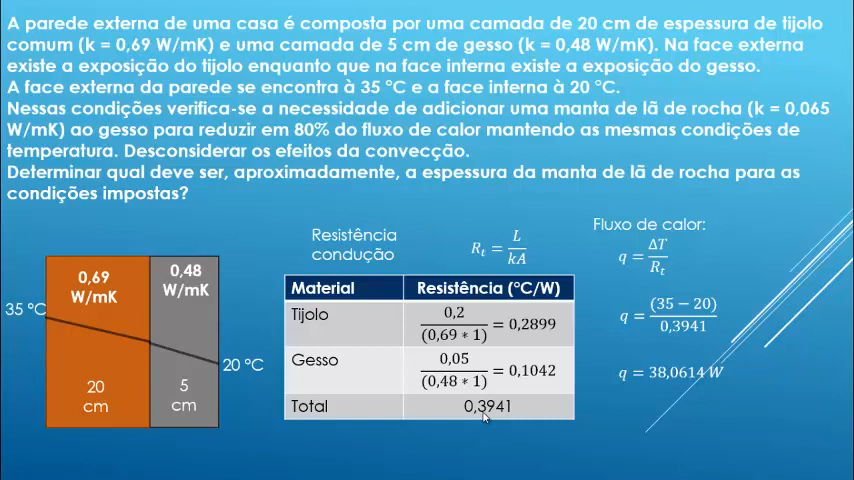 A parede externa de uma casa é composta por uma camada de 20 cm de espessura de tijolo
comum (k = 0,69 W/mK) e uma camada de 5 cm de gesso (k = 0,48 W/mK). Na face externa
existe a exposição do tijolo enquanto que na face interna existe a exposição do gesso.
A face externa da parede se encontra à 35 °C e a face interna à 20 °C.
Nessas condições verifica-se a necessidade de adicionar uma manta de lã de rocha (k = 0,065
W/mK) ao gesso para reduzir em 80% do fluxo de calor mantendo as mesmas condições de
temperatura. Desconsiderar os efeitos da convecção.
Determinar qual deve ser, aproximadamente, a espessura da manta de lã de rocha para as
condições impostas?
0,69
W/mK
0,48
W/mK
35 °C
20 °C
20
cm
5
cm
Resistência
condução
R_t = L/kA
Material Resistência (°C/W)
Tijolo 0,2/(0,69 * 1) = 0,2899
Gesso 0,05/(0,48 * 1) = 0,1042
Total 0,3941
Fluxo de calor:
q = ΔT/R_t
q = (35 − 20)/0,3941
q = 38,0614 W